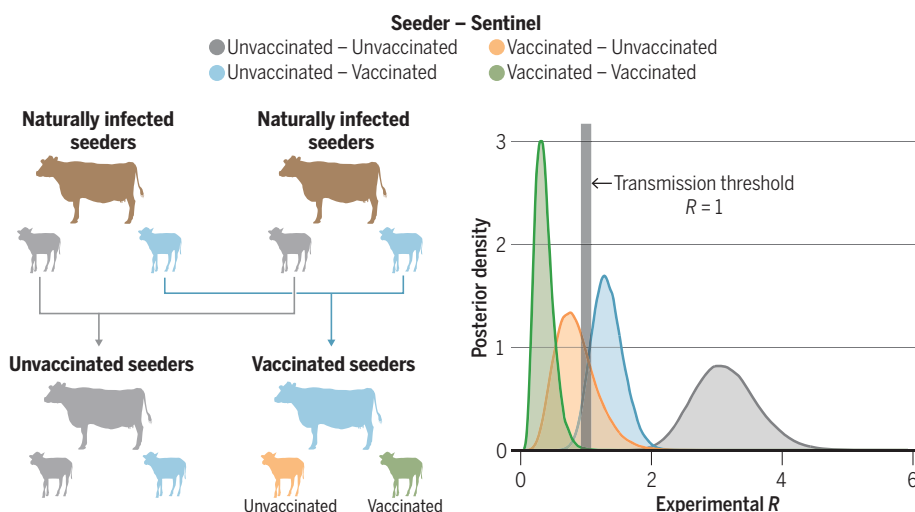 Seeder – Sentinel
Unvaccinated – Unvaccinated
Vaccinated – Unvaccinated
Unvaccinated – Vaccinated
Vaccinated – Vaccinated
Naturally infected
seeders
Naturally infected
seeders
Unvaccinated seeders
Vaccinated seeders
Unvaccinated
Vaccinated
3
2
1
0
Posterior density
←Transmission threshold
R = 1
0
2
4
6
Experimental R